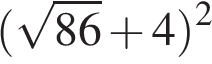 (√86 + 4)²